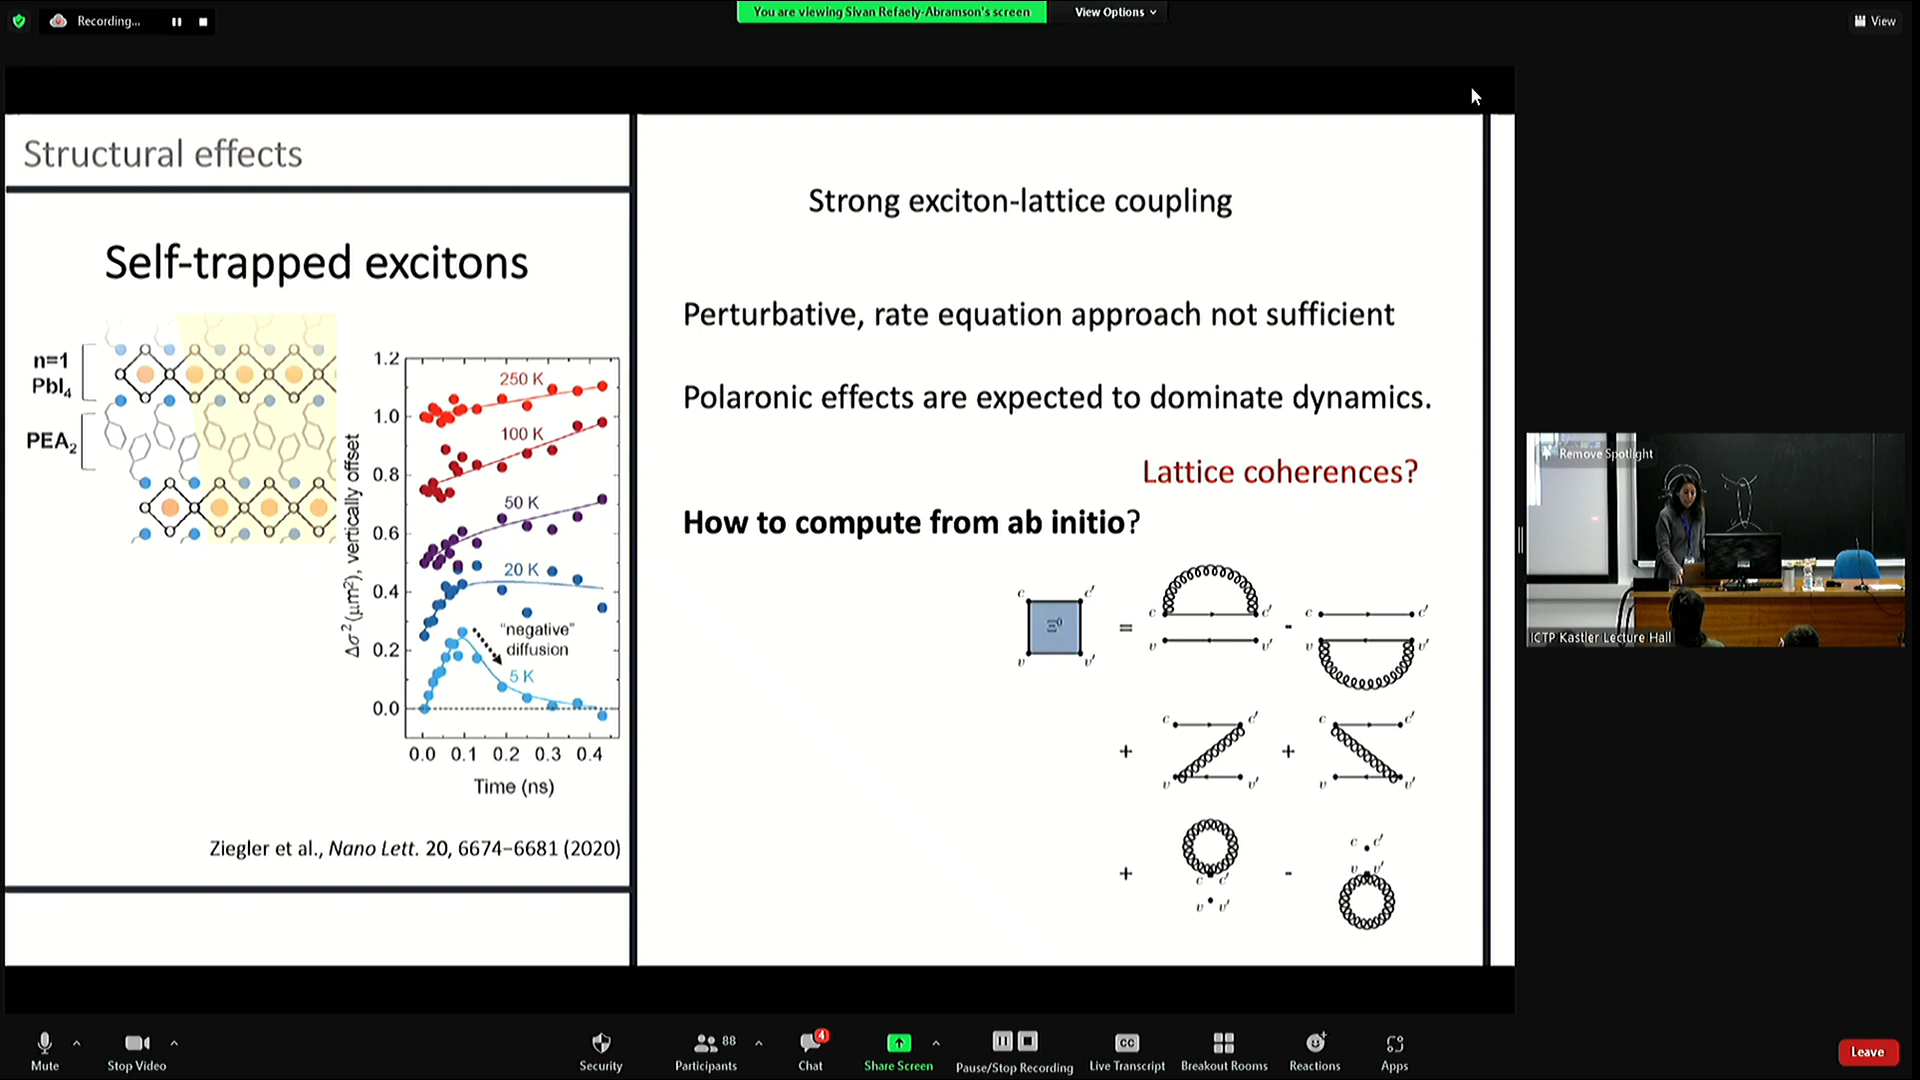 Recording...
You are viewing Sivan Refaely-Abramson's screen
View Options
View
Structural effects
Self-trapped excitons
n=1
PbI₄
PEA₂
Δσ² (μm²), vertically offset
1.2
1.0
0.8
0.6
0.4
0.2
0.0
250 K
100 K
50 K
20 K
"negative"
diffusion
5 K
0.0 0.1 0.2 0.3 0.4
Time (ns)
Ziegler et al., Nano Lett. 20, 6674–6681 (2020)
Strong exciton-lattice coupling
Perturbative, rate equation approach not sufficient
Polaronic effects are expected to dominate dynamics.
Lattice coherences?
How to compute from ab initio?
c c'
Ξ⁰
v v'
=
c c'
v v'
-
c c'
v v'
+
c c'
v v'
+
c c'
v v'
+
c c'
v v'
-
c c'
v v'
Remove Spotlight
ICTP Kastler Lecture Hall
Mute
Stop Video
Security
88
Participants
4
Chat
Share Screen
Pause/Stop Recording
CC
Live Transcript
Breakout Rooms
Reactions
Apps
Leave